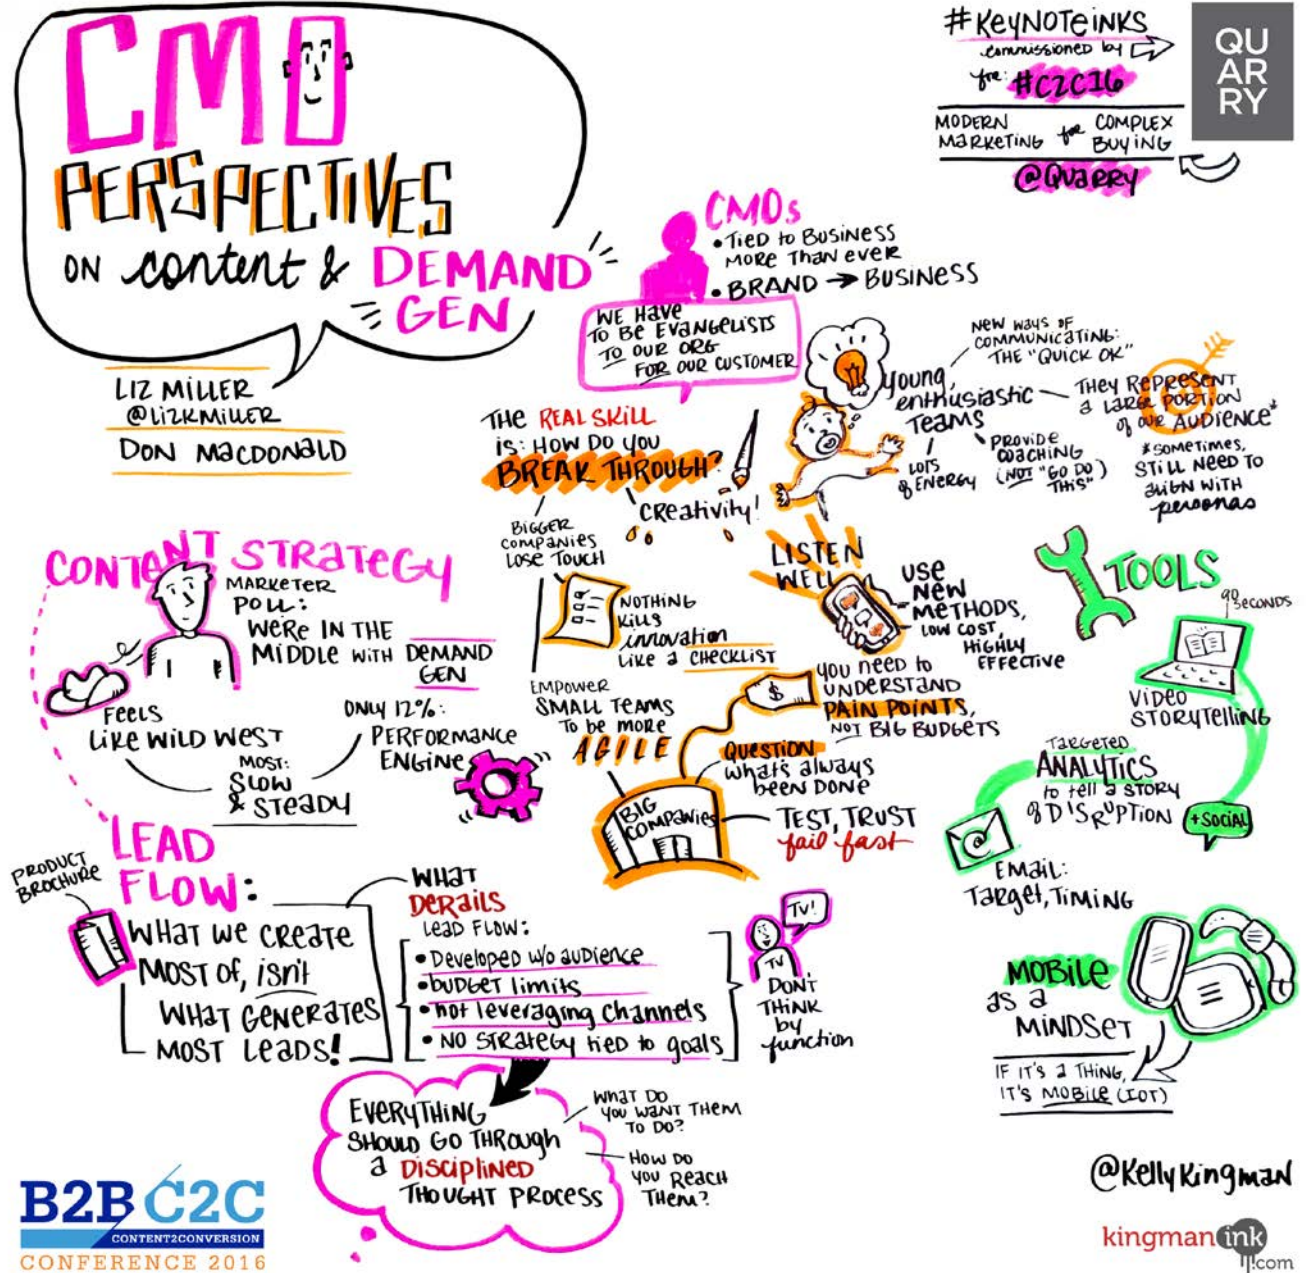 CMO
PERSPECTIVES
ON content & DEMAND
GEN
LIZ MILLER
@LIZKMILLER
DON MACDONALD
#KEYNOTEINKS
commissioned by
for: #C2C16
MODERN
MARKETING for COMPLEX
BUYING
@QUARRY
QU
AR
RY
CMOs
• TIED to BUSINESS
MORE THAN ever
• BRAND → BUSINESS
WE HAVE
TO BE EVANGELISTS
TO OUR ORG
FOR OUR CUSTOMER
THE REAL SKILL
is: HOW DO YOU
BREAK THROUGH?
CREATIVITY!
BIGGER
COMPANIES
LOSE TOUCH
NOTHING
KILLS
innovation
LIKE a CHECKLIST
EMPOWER
SMALL TEAMS
TO be MORE
AGILE
BIG
COMPANIES
young,
enthusiastic
TEAMS
NEW WAYS OF
COMMUNICATING:
THE "QUICK OK"
THEY REPRESENT
a LARGE PORTION
of our AUDIENCE*
*SOMETIMES,
STILL NEED TO
ALIGN WITH
personas
PROVIDE
COACHING
(NOT "GO DO
THIS")
LOTS
of ENERGY
LISTEN
WELL
USE
NEW
METHODS,
LOW COST,
HIGHLY
EFFECTIVE
you need to
UNDERSTAND
PAIN POINTS,
NOT BIG BUDGETS
$
QUESTION
what's always
been DONE
TEST, TRUST
fail fast
TOOLS
90 SECONDS
VIDEO
STORYTELLING
+SOCIAL
TARGETED
ANALYTICS
to tell a STORY
of DISRUPTION
@
EMAIL:
TARGET, TIMING
MOBILE
as a
MINDSET
IF IT'S a THING,
IT'S MOBILE (IOT)
CONTENT STRATEGY
MARKETER
POLL:
WERE IN THE
MIDDLE WITH DEMAND
GEN
FEELS
LIKE WILD WEST
MOST:
SLOW
& STEADY
ONLY 12%:
PERFORMANCE
ENGINE
LEAD
FLOW:
PRODUCT
BROCHURE
WHAT WE CREATE
MOST OF, isn't
WHAT GENERATES
MOST LEADS!
WHAT
DERAILS
LEAD FLOW:
• Developed w/o audience
• BUDGET limits
• not leveraging channels
• NO STRATEGY tied to goals
TV!
TV
DON'T
THINK
by
function
EVERYTHING
SHOULD GO THROUGH
a DISCIPLINED
THOUGHT PROCESS
WHAT DO
YOU WANT THEM
TO DO?
HOW DO
YOU REACH
THEM?
B2B C2C
CONTENT2CONVERSION
CONFERENCE 2016
@KellyKingman
kingman ink
.com